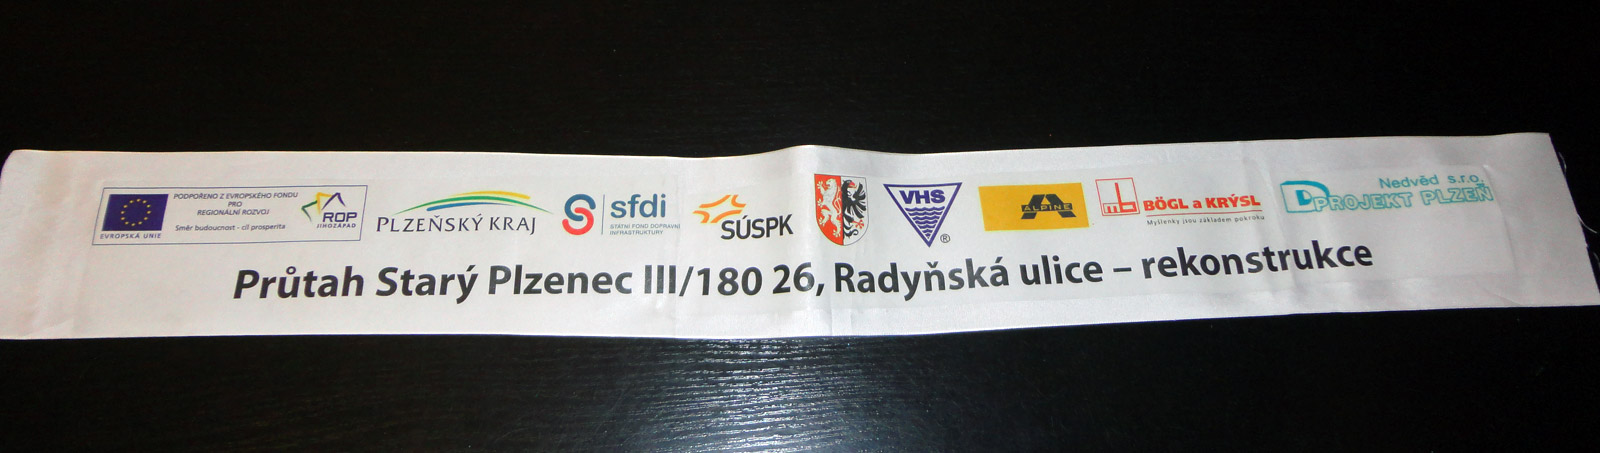 PODPOŘENO Z EVROPSKÉHO FONDU
PRO
REGIONÁLNÍ ROZVOJ
Směr budoucnost - cíl prosperita
EVROPSKÁ UNIE
ROP
JIHOZÁPAD
PLZEŇSKÝ KRAJ
sfdi
STÁTNÍ FOND DOPRAVNÍ
INFRASTRUKTURY
SÚSPK
VHS
®
ALPINE
mb
BÖGL a KRÝSL
Myšlenky jsou základem pokroku
Nedvěd s.r.o.
D PROJEKT PLZEŇ
Průtah Starý Plzenec III/180 26, Radyňská ulice – rekonstrukce